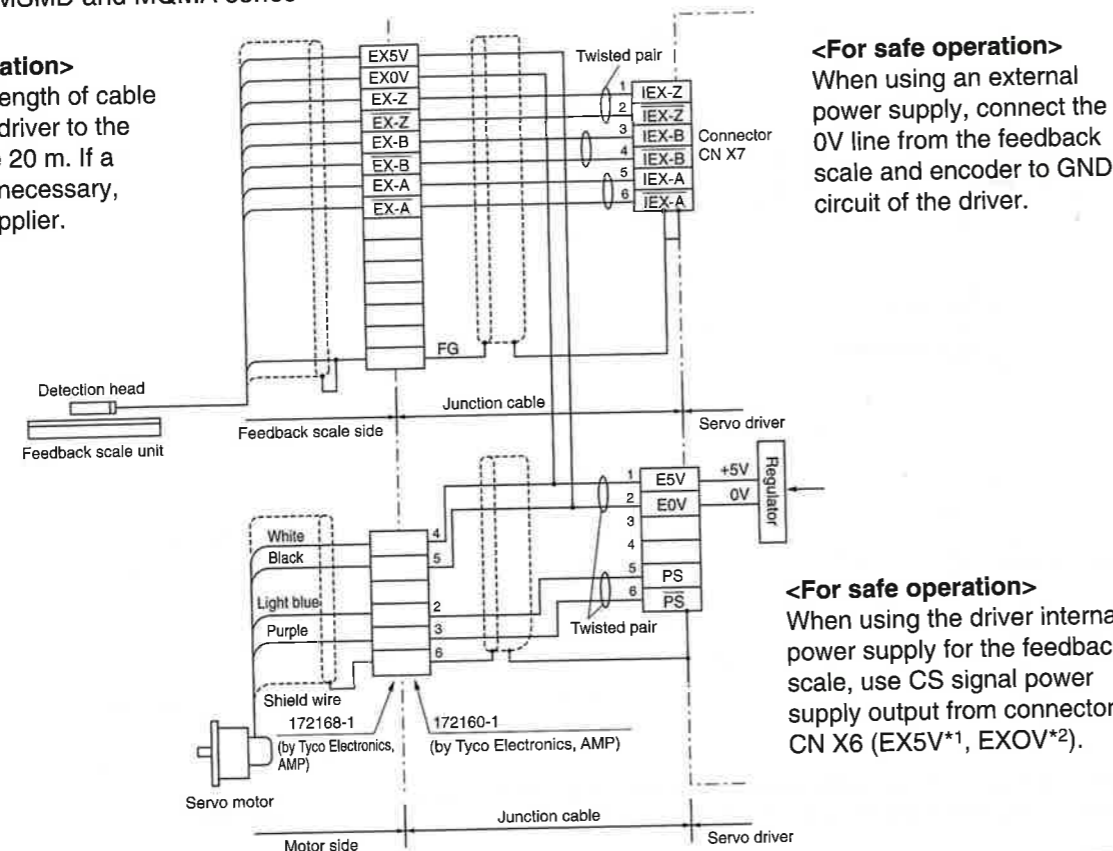 MSMD and MQMA series
ation>
ength of cable
driver to the
e 20 m. If a
necessary,
pplier.
EX5V
EX0V
EX-Z
E̅X̅-̅Z̅
EX-B
E̅X̅-̅B̅
EX-A
E̅X̅-̅A̅
FG
Twisted pair
1 IEX-Z
2 I̅E̅X̅-̅Z̅
3 IEX-B
4 I̅E̅X̅-̅B̅
5 IEX-A
6 I̅E̅X̅-̅A̅
Connector
CN X7
<For safe operation>
When using an external
power supply, connect the
0V line from the feedback
scale and encoder to GND
circuit of the driver.
Detection head
Feedback scale unit
Feedback scale side
Junction cable
Servo driver
1 E5V
2 E0V
3
4
5 PS
6 P̅S̅
+5V
0V
Regulator
Twisted pair
White
Black
Light blue
Purple
Shield wire
4
5
2
3
6
172168-1
(by Tyco Electronics,
AMP)
172160-1
(by Tyco Electronics, AMP)
Servo motor
Motor side
Junction cable
Servo driver
<For safe operation>
When using the driver interna
power supply for the feedbac
scale, use CS signal power
supply output from connector
CN X6 (EX5V*1, EXOV*2).